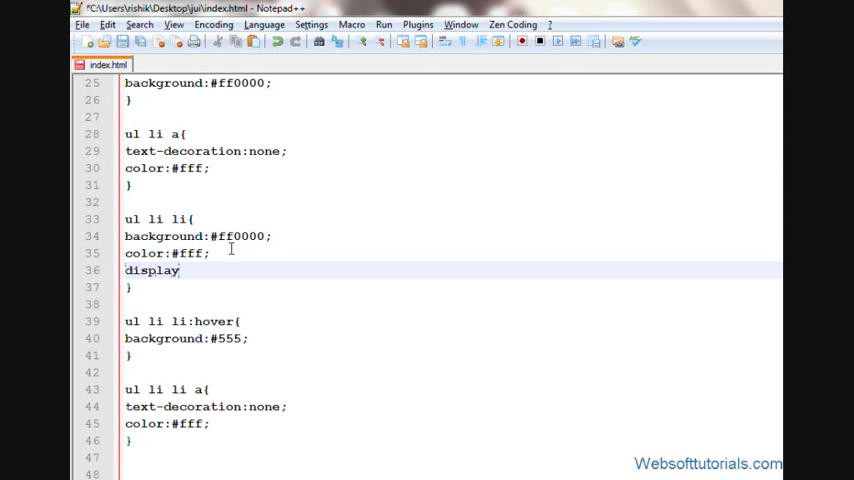 *C:\Users\rishik\Desktop\jui\index.html - Notepad++
File Edit Search View Encoding Language Settings Macro Run Plugins Window Zen Coding ?
index.html
25 background:#ff0000;
26 }
27
28 ul li a{
29 text-decoration:none;
30 color:#fff;
31 }
32
33 ul li li{
34 background:#ff0000;
35 color:#fff;
36 display
37 }
38
39 ul li li:hover{
40 background:#555;
41 }
42
43 ul li li a{
44 text-decoration:none;
45 color:#fff;
46 }
47
48
Websofttutorials.com